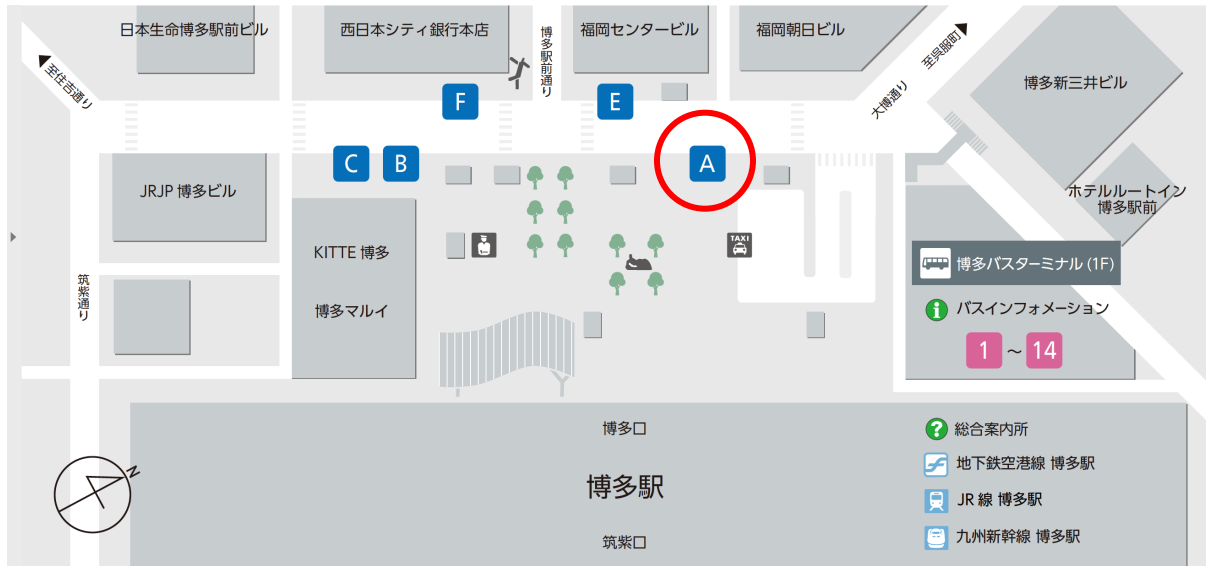 日本生命博多駅前ビル
西日本シティ銀行本店
博多駅前通り
福岡センタービル
福岡朝日ビル
至呉服町
大博通り
博多新三井ビル
至住吉通り
F
E
C
B
A
JRJP 博多ビル
ホテルルートイン
博多駅前
KITTE 博多
TAXI
博多バスターミナル (1F)
筑紫通り
博多マルイ
バスインフォメーション
1 ～ 14
博多口
総合案内所
N
地下鉄空港線 博多駅
博多駅
JR 線 博多駅
筑紫口
九州新幹線 博多駅